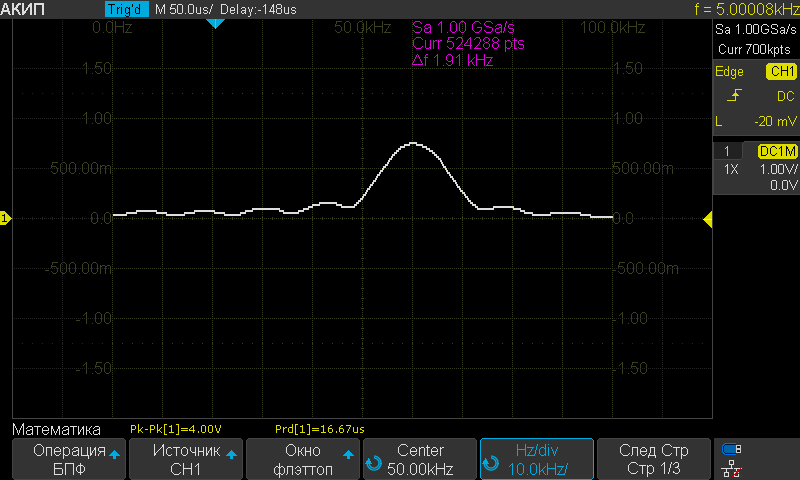 АКИП Trig'd M 50.0us/ Delay:-148us f = 5.00008kHz
0.0Hz 50.0kHz 100.0kHz
Sa 1.00 GSa/s
Curr 524288 pts
Δf 1.91 kHz
Sa 1.00GSa/s
Curr 700kpts
Edge CH1
DC
L -20 mV
1 DC1M
1X 1.00V/
0.0V
1.50 1.50
1.00 1.00
500.00m 500.00m
1 0.0 0.0
-500.00m -500.00m
-1.00 -1.00
-1.50 -1.50
Математика Pk-Pk[1]=4.00V Prd[1]=16.67us
Операция
БПФ
Источник
CH1
Окно
флэттоп
Center
50.00kHz
Hz/div
10.0kHz/
След Стр
Стр 1/3